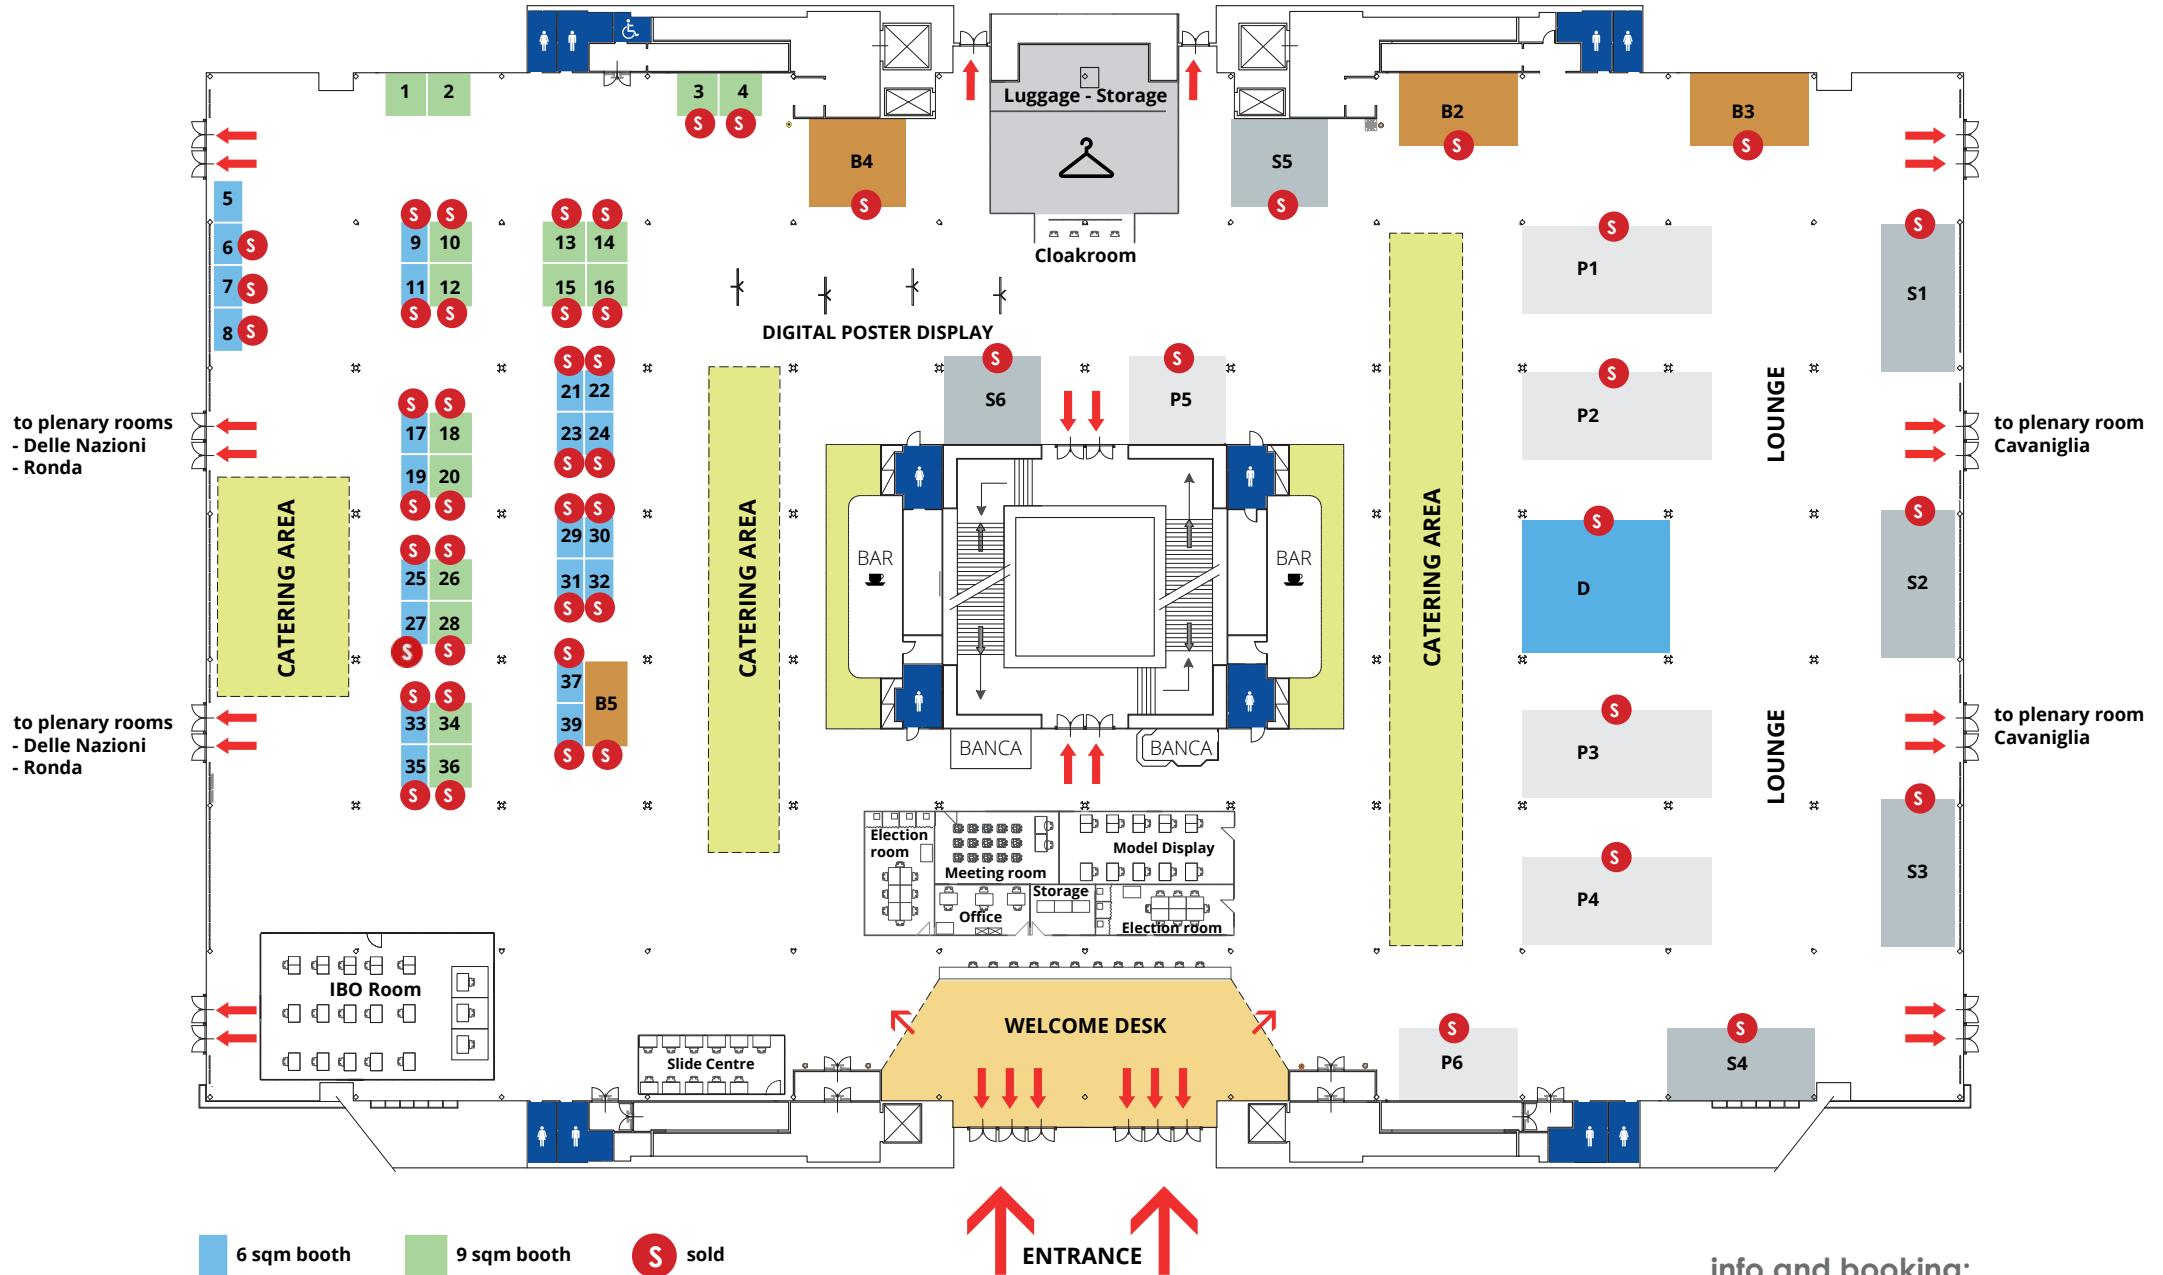 Luggage - Storage
1 2
3 4
B2
B3
S S
S
S
B4
S5
S
S
5
6 S
7 S
8 S
S S
9 10
11 12
S S
S S
13 14
15 16
S S
Cloakroom
DIGITAL POSTER DISPLAY
S
P1
S
S1
S
S6
S
P5
S
P2
LOUNGE
S S
21 22
23 24
S S
S S
17 18
19 20
S S
to plenary rooms
- Delle Nazioni
- Ronda
to plenary room
Cavaniglia
CATERING AREA
CATERING AREA
CATERING AREA
S S
29 30
31 32
S S
S S
25 26
27 28
S S
BAR
BAR
S
D
S
S2
S
37
39
B5
S S
S S
33 34
35 36
S S
to plenary rooms
- Delle Nazioni
- Ronda
BANCA
BANCA
S
P3
LOUNGE
to plenary room
Cavaniglia
S
S3
S
P4
Election
room
Meeting room
Model Display
Storage
Office
Election room
IBO Room
Slide Centre
WELCOME DESK
S
P6
S
S4
6 sqm booth
9 sqm booth
S sold
ENTRANCE
info and booking: